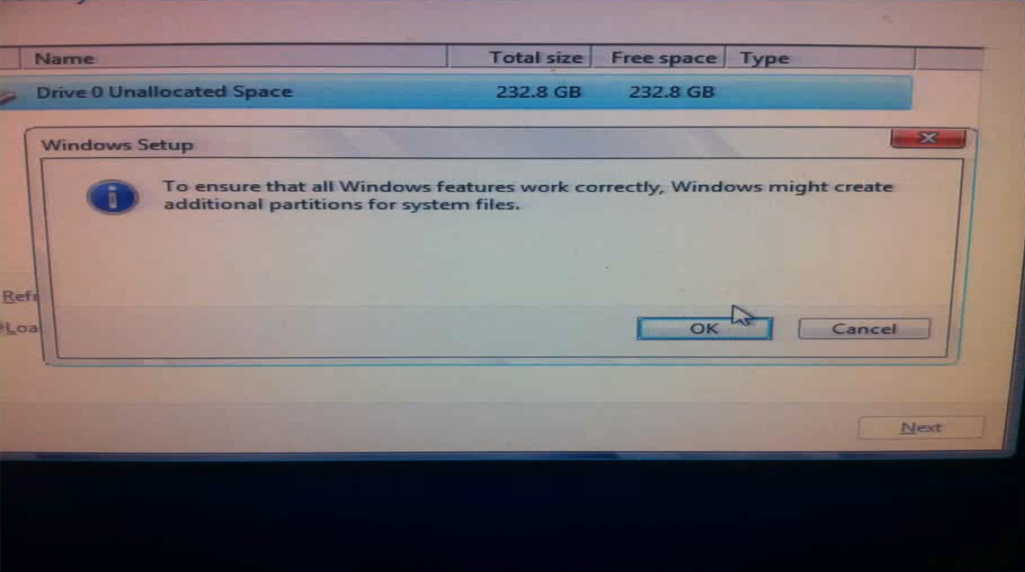 Name Total size Free space Type
Drive 0 Unallocated Space 232.8 GB 232.8 GB
Windows Setup
To ensure that all Windows features work correctly, Windows might create
additional partitions for system files.
Refr
Loa
OK Cancel
Next